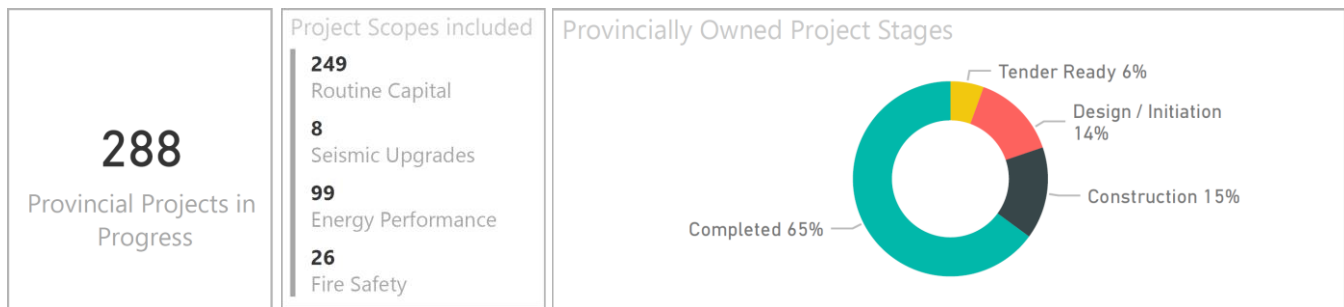 288
Provincial Projects in
Progress
Project Scopes included
249
Routine Capital
8
Seismic Upgrades
99
Energy Performance
26
Fire Safety
Provincially Owned Project Stages
Tender Ready 6%
Design / Initiation
14%
Construction 15%
Completed 65%